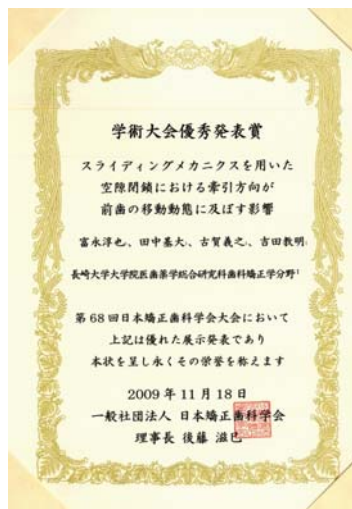 学術大会優秀発表賞
スライディングメカニクスを用いた
空隙閉鎖における牽引方向が
前歯の移動動態に及ぼす影響
富永淳也、田中基大、古賀義之、吉田教明
長崎大学大学院医歯薬学総合研究科歯科矯正学分野
第68回日本矯正歯科学会大会において
上記は優れた展示発表であり
本状を呈し永くその栄誉を称えます
2009年11月18日
一般社団法人 日本矯正歯科学会
理事長 後藤 滋巳